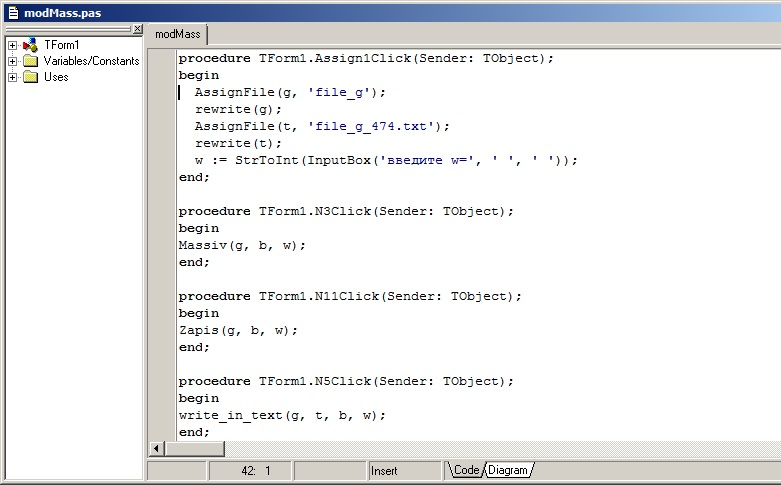 modMass.pas
TForm1
Variables/Constants
Uses
modMass
procedure TForm1.Assign1Click(Sender: TObject);
begin
  AssignFile(g, 'file_g');
  rewrite(g);
  AssignFile(t, 'file_g_474.txt');
  rewrite(t);
  w := StrToInt(InputBox('введите w=', ' ', ' '));
end;
procedure TForm1.N3Click(Sender: TObject);
begin
Massiv(g, b, w);
end;
procedure TForm1.N11Click(Sender: TObject);
begin
Zapis(g, b, w);
end;
procedure TForm1.N5Click(Sender: TObject);
begin
write_in_text(g, t, b, w);
end;
42: 1
Insert
Code
Diagram